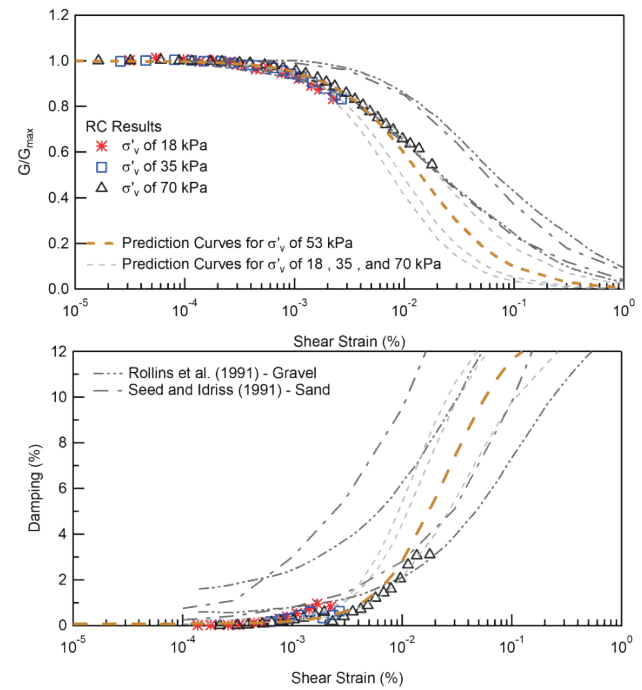 1.2
1.0
0.8
0.6
0.4
0.2
0.0
G/Gmax
RC Results
σ'v of 18 kPa
σ'v of 35 kPa
σ'v of 70 kPa
Prediction Curves for σ'v of 53 kPa
Prediction Curves for σ'v of 18 , 35 , and 70 kPa
10^-5 10^-4 10^-3 10^-2 10^-1 10^0
Shear Strain (%)
12
10
8
6
4
2
0
Damping (%)
Rollins et al. (1991) - Gravel
Seed and Idriss (1991) - Sand
10^-5 10^-4 10^-3 10^-2 10^-1 10^0
Shear Strain (%)